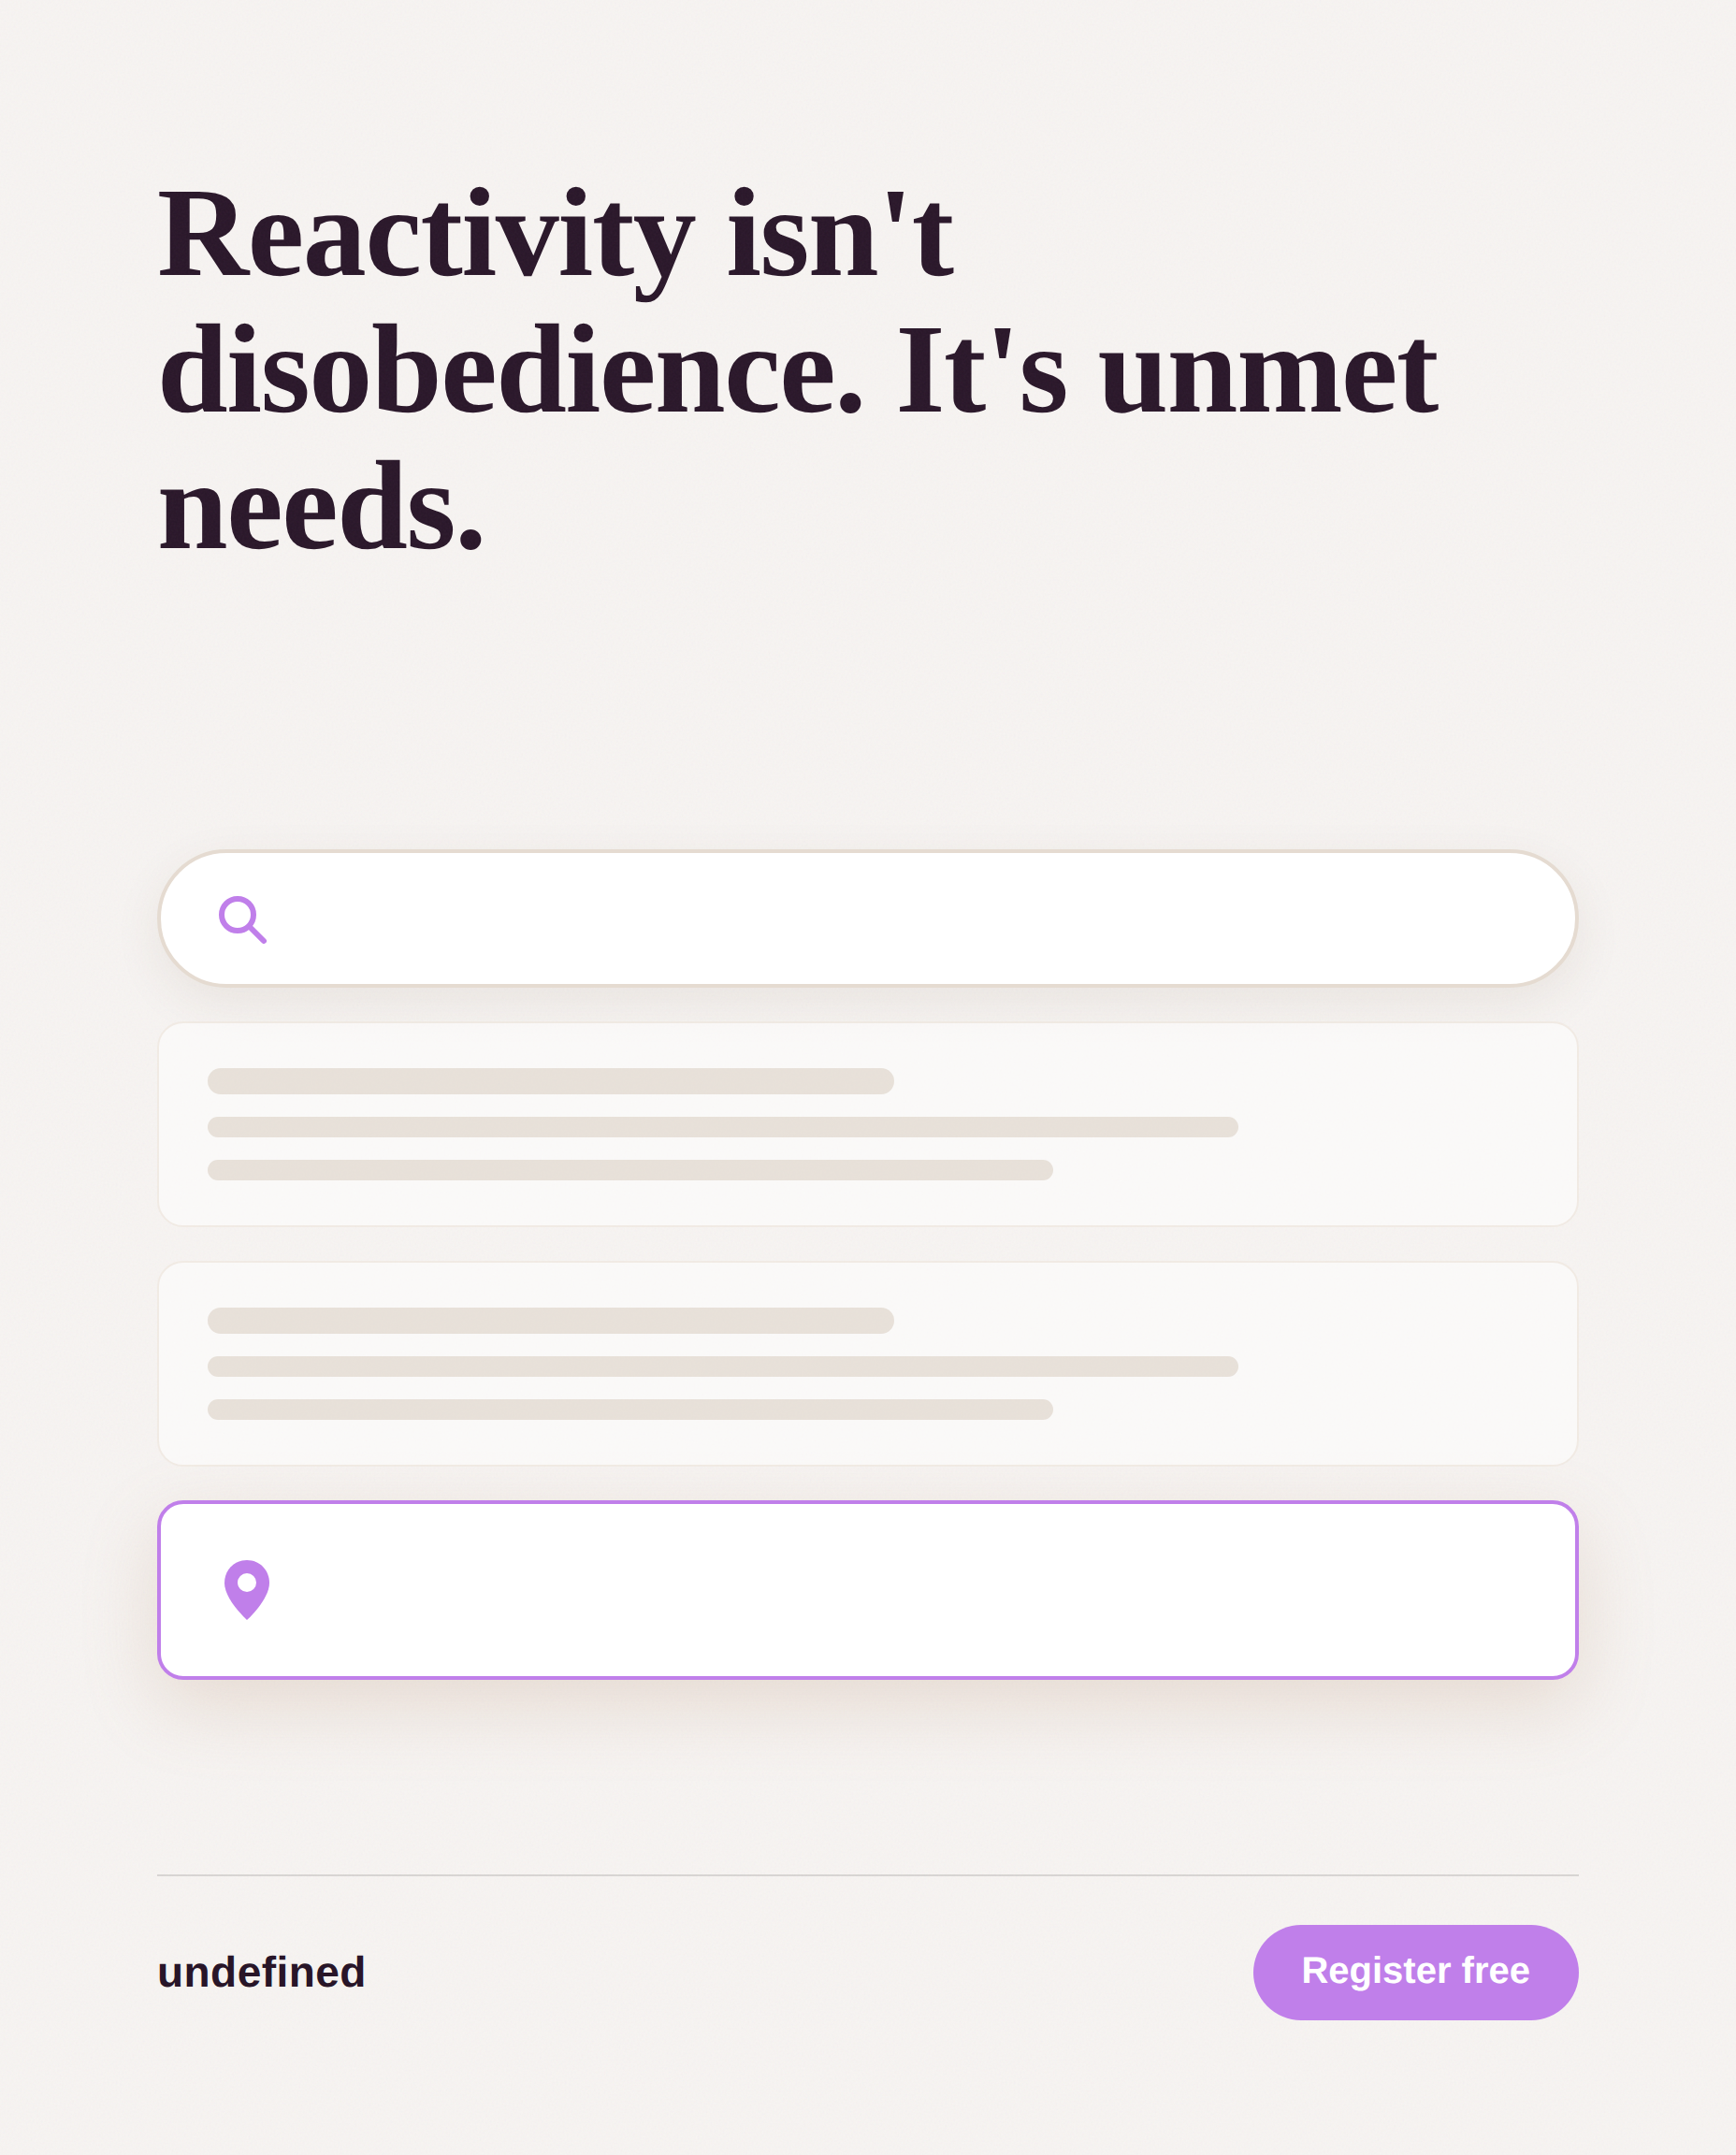 Reactivity isn't
disobedience. It's unmet
needs.
undefined
Register free